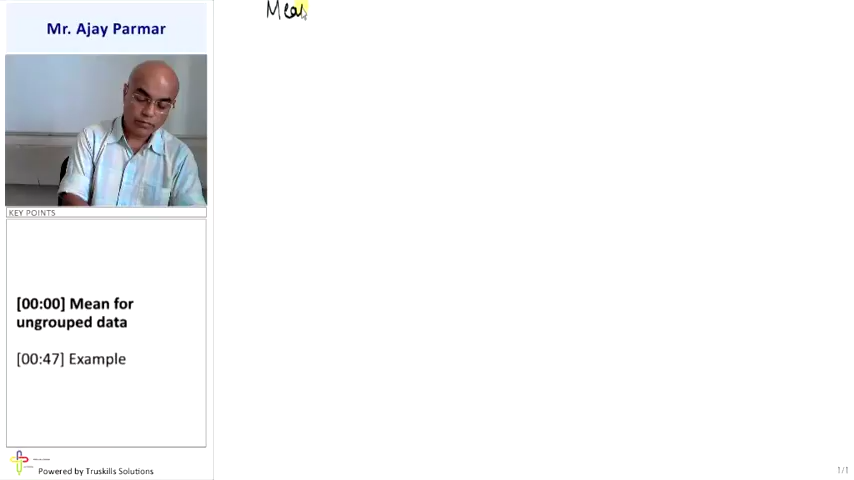 Mr. Ajay Parmar
Mea
KEY POINTS
[00:00] Mean for
ungrouped data
[00:47] Example
Powered by Truskills Solutions
1/1